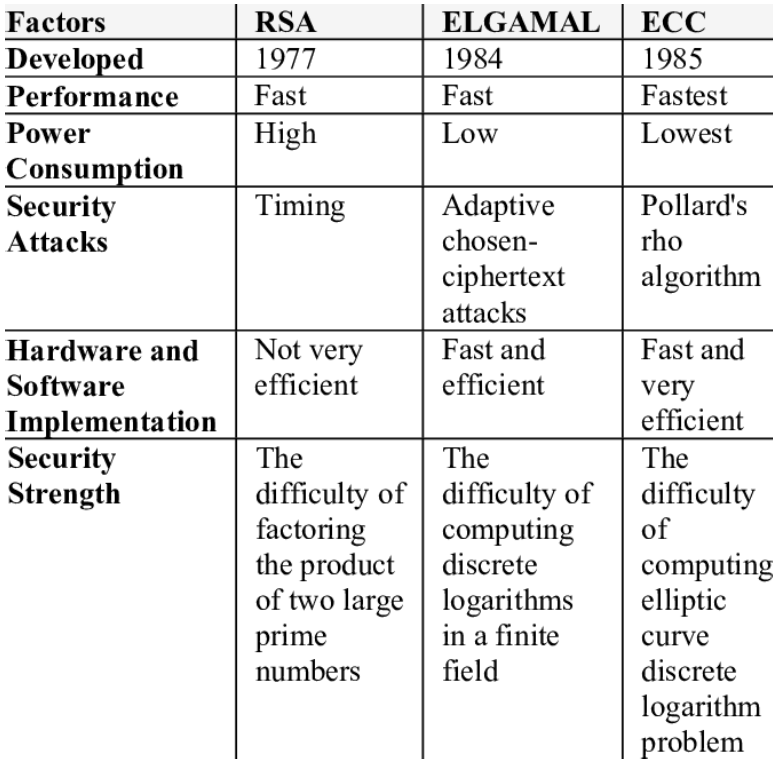 Factors RSA ELGAMAL ECC
Developed 1977 1984 1985
Performance Fast Fast Fastest
Power High Low Lowest
Consumption
Security Timing Adaptive Pollard's
Attacks chosen- rho
ciphertext algorithm
attacks
Hardware and Not very Fast and Fast and
Software efficient efficient very
Implementation efficient
Security The The The
Strength difficulty of difficulty of difficulty
factoring computing of
the product discrete computing
of two large logarithms elliptic
prime in a finite curve
numbers field discrete
logarithm
problem